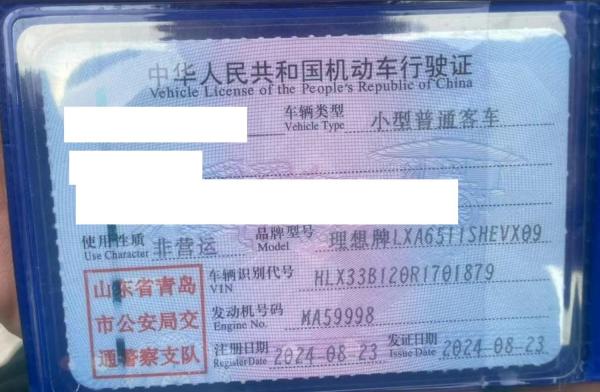 中华人民共和国机动车行驶证
Vehicle License of the People's Republic of China
车辆类型 小型普通客车
Vehicle Type
使用性质 非营运 品牌型号 理想牌LXA6511SHEVX09
Use Character Model
山东省青岛
市公安局交
通警察支队
车辆识别代号 HLX33B120R1701879
VIN
发动机号码 MA59998
Engine No.
注册日期 2024-08-23 发证日期 2024-08-23
Register Date Issue Date